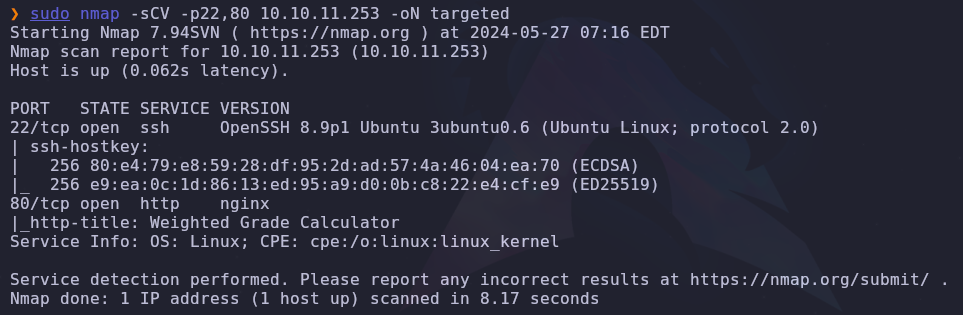 ❯ sudo nmap -sCV -p22,80 10.10.11.253 -oN targeted
Starting Nmap 7.94SVN ( https://nmap.org ) at 2024-05-27 07:16 EDT
Nmap scan report for 10.10.11.253 (10.10.11.253)
Host is up (0.062s latency).

PORT   STATE SERVICE VERSION
22/tcp open  ssh     OpenSSH 8.9p1 Ubuntu 3ubuntu0.6 (Ubuntu Linux; protocol 2.0)
| ssh-hostkey:
|   256 80:e4:79:e8:59:28:df:95:2d:ad:57:4a:46:04:ea:70 (ECDSA)
|_  256 e9:ea:0c:1d:86:13:ed:95:a9:d0:0b:c8:22:e4:cf:e9 (ED25519)
80/tcp open  http    nginx
|_http-title: Weighted Grade Calculator
Service Info: OS: Linux; CPE: cpe:/o:linux:linux_kernel

Service detection performed. Please report any incorrect results at https://nmap.org/submit/ .
Nmap done: 1 IP address (1 host up) scanned in 8.17 seconds